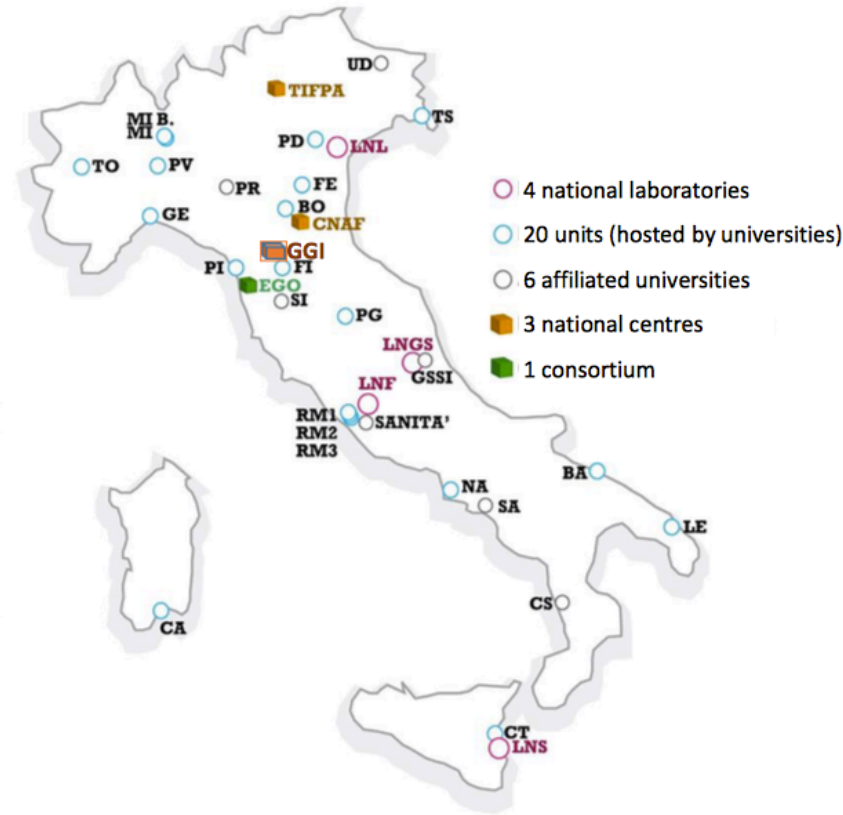 UD
TIFPA
MI B.
MI
TS
PD
LNL
TO
PV
PR
FE
4 national laboratories
BO
GE
CNAF
20 units (hosted by universities)
GGI
PI
FI
6 affiliated universities
EGO
SI
PG
3 national centres
LNGS
GSSI
1 consortium
LNF
RM1
SANITA'
RM2
RM3
BA
NA
SA
LE
CS
CA
CT
LNS